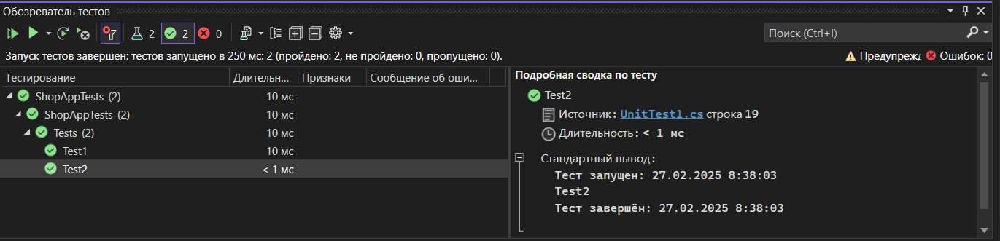 Обозреватель тестов
2 2 0
Поиск (Ctrl+I)
Запуск тестов завершен: тестов запущено в 250 мс: 2 (пройдено: 2, не пройдено: 0, пропущено: 0).
Предупрежд Ошибок: 0
Тестирование Длительн... Признаки Сообщение об оши...
ShopAppTests (2) 10 мс
ShopAppTests (2) 10 мс
Tests (2) 10 мс
Test1 10 мс
Test2 < 1 мс
Подробная сводка по тесту
Test2
Источник: UnitTest1.cs строка 19
Длительность: < 1 мс
Стандартный вывод:
Тест запущен: 27.02.2025 8:38:03
Test2
Тест завершён: 27.02.2025 8:38:03